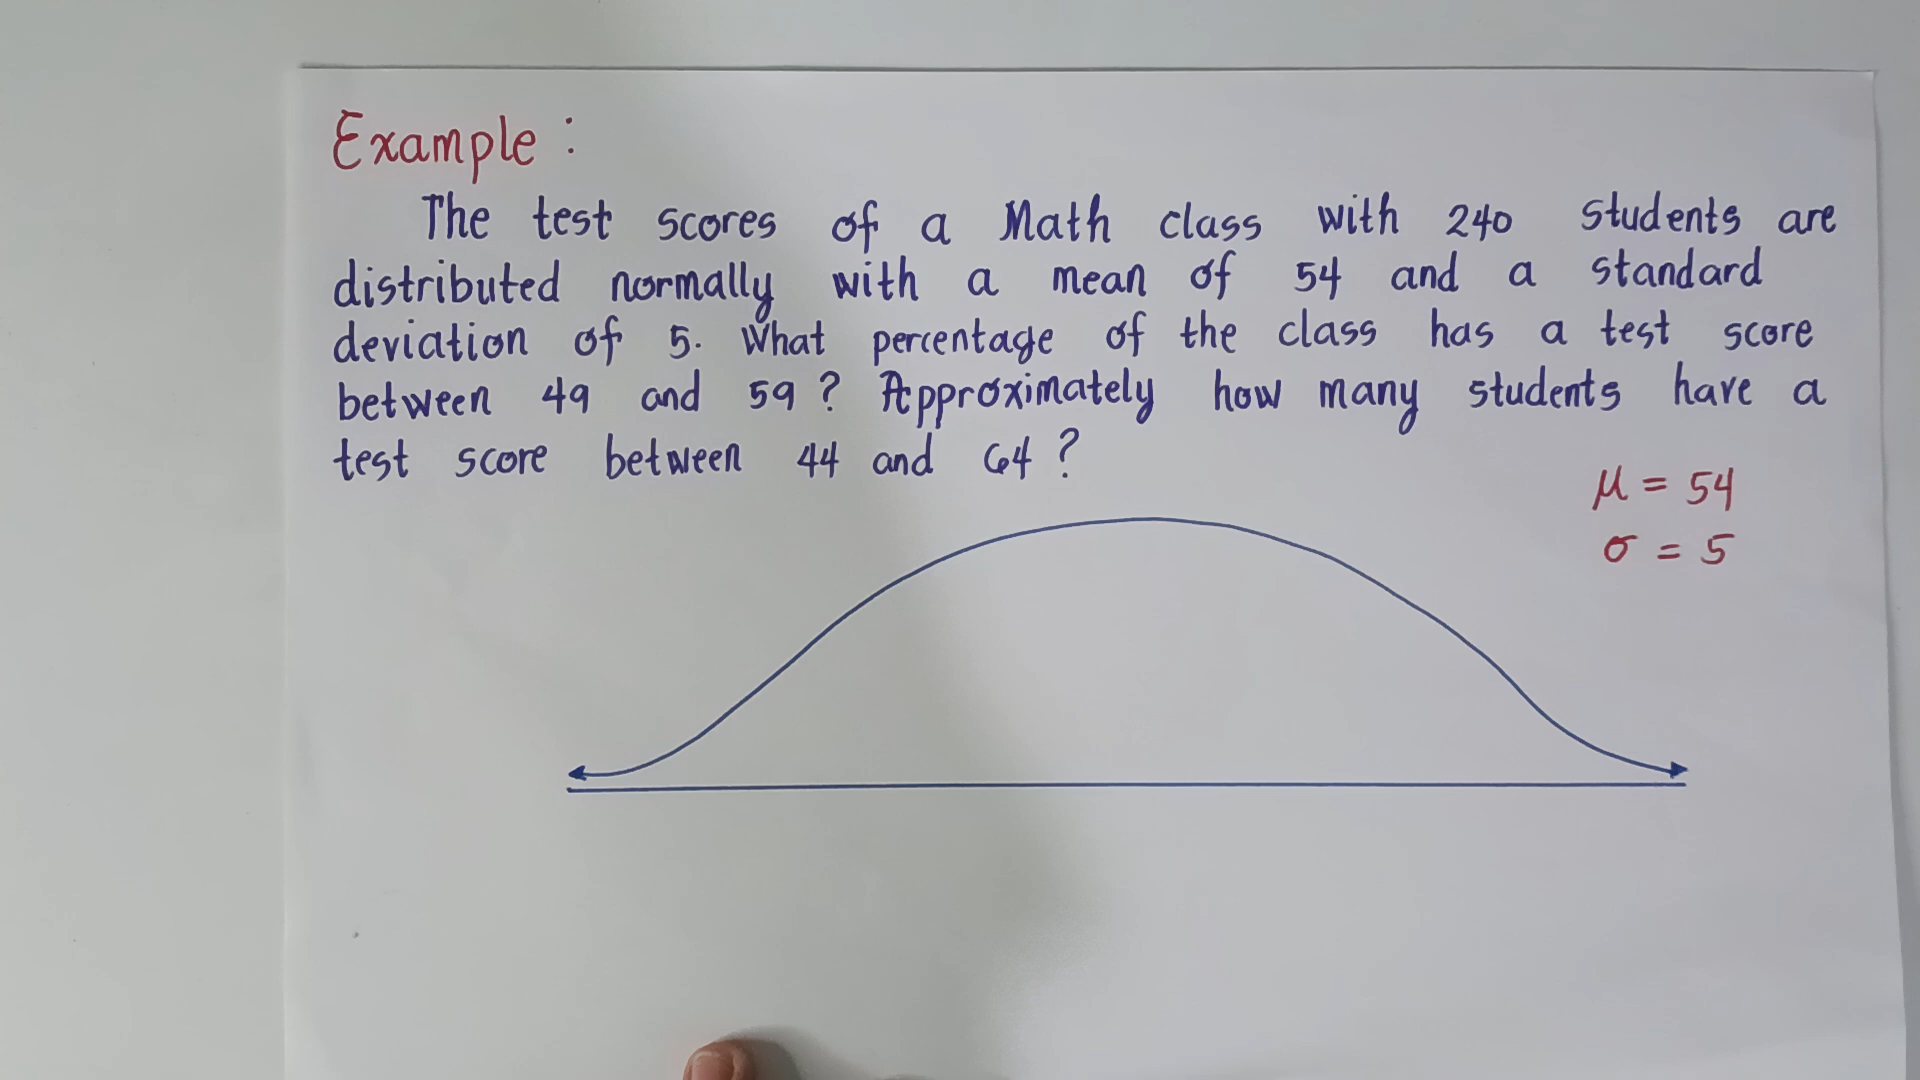 Example :
The test scores of a Math class with 240 students are
distributed normally with a mean of 54 and a standard
deviation of 5. What percentage of the class has a test score
between 49 and 59 ? Approximately how many students have a
test score between 44 and 64 ?
μ = 54
σ = 5